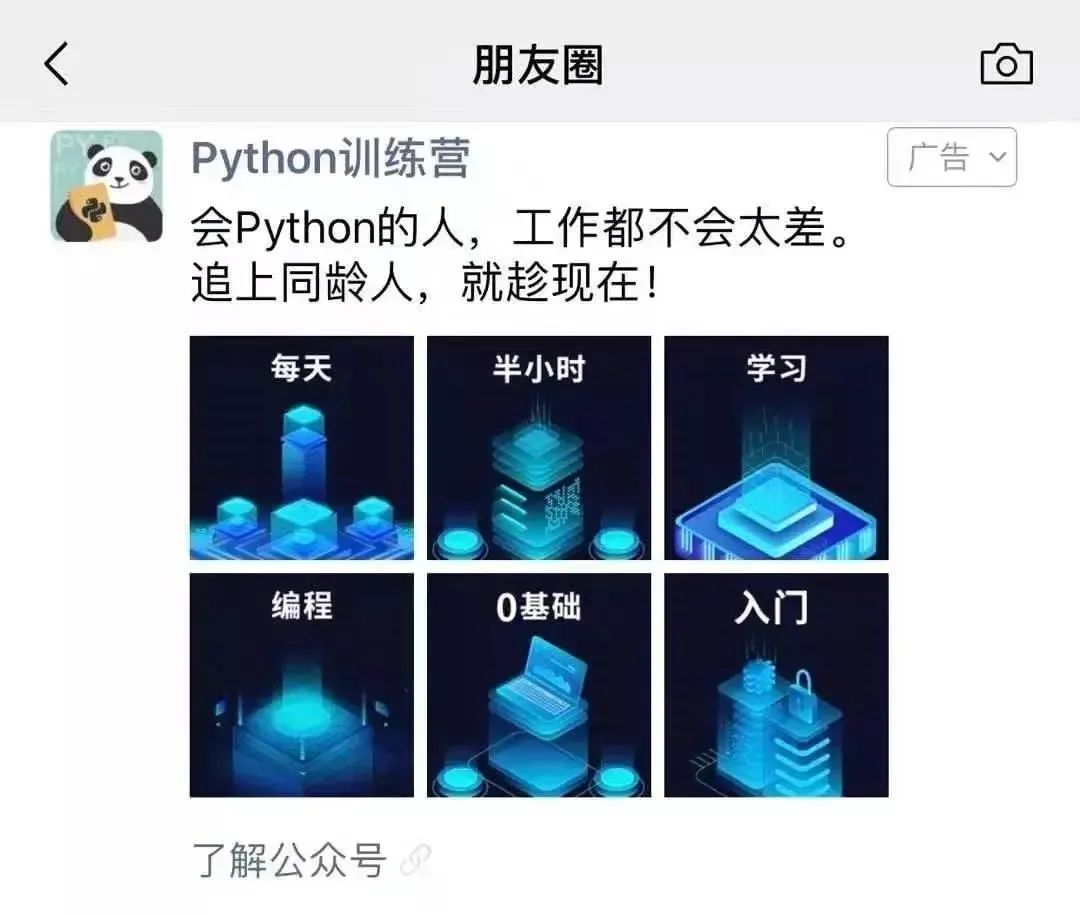 朋友圈
Python训练营
广告
会Python的人，工作都不会太差。
追上同龄人，就趁现在！
每天
半小时
学习
编程
0基础
入门
了解公众号